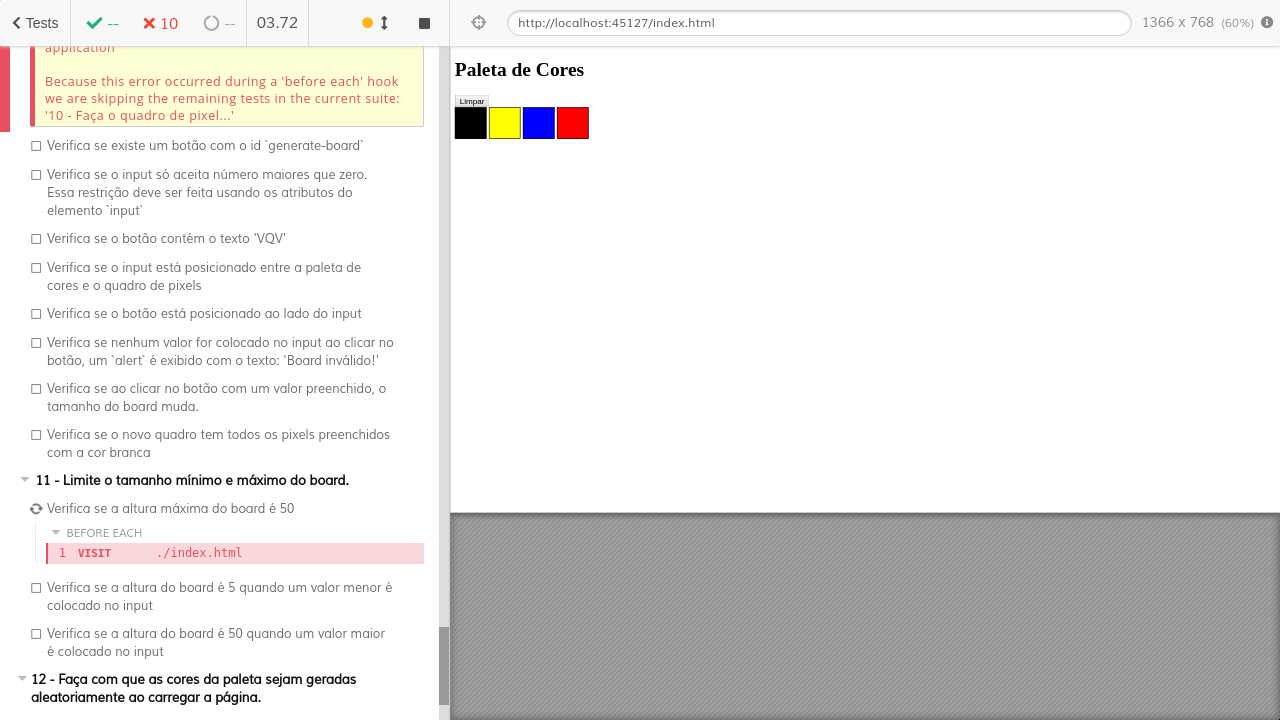 Tests
--
10
--
03.72
http://localhost:45127/index.html
1366 x 768 (60%)
application
Because this error occurred during a 'before each' hook
we are skipping the remaining tests in the current suite:
'10 - Faça o quadro de pixel...'
Verifica se existe um botão com o id `generate-board`
Verifica se o input só aceita número maiores que zero.
Essa restrição deve ser feita usando os atributos do
elemento `input`
Verifica se o botão contém o texto 'VQV'
Verifica se o input está posicionado entre a paleta de
cores e o quadro de pixels
Verifica se o botão está posicionado ao lado do input
Verifica se nenhum valor for colocado no input ao clicar no
botão, um `alert` é exibido com o texto: 'Board inválido!'
Verifica se ao clicar no botão com um valor preenchido, o
tamanho do board muda.
Verifica se o novo quadro tem todos os pixels preenchidos
com a cor branca
11 - Limite o tamanho mínimo e máximo do board.
Verifica se a altura máxima do board é 50
BEFORE EACH
1 VISIT ./index.html
Verifica se a altura do board é 5 quando um valor menor é
colocado no input
Verifica se a altura do board é 50 quando um valor maior
é colocado no input
12 - Faça com que as cores da paleta sejam geradas
aleatoriamente ao carregar a página.
Paleta de Cores
Limpar